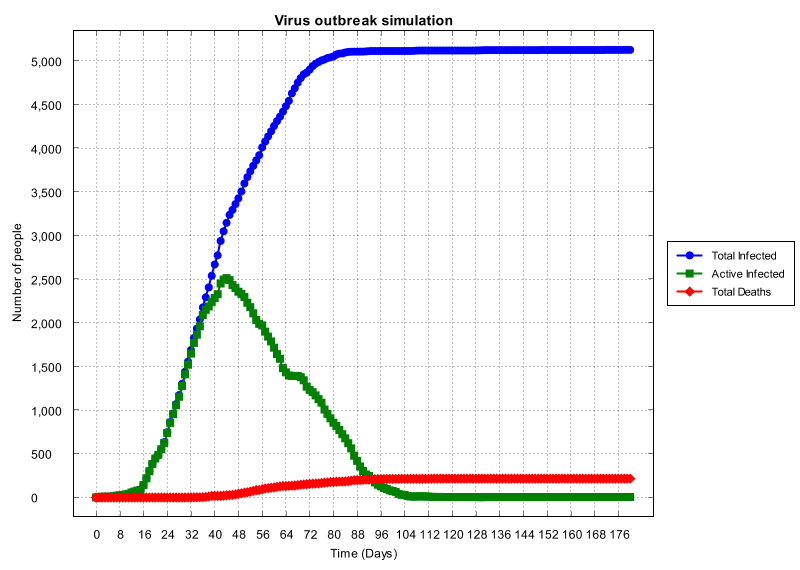 Virus outbreak simulation
5,000
4,500
4,000
3,500
3,000
2,500
2,000
1,500
1,000
500
0
Number of people
0 8 16 24 32 40 48 56 64 72 80 88 96 104 112 120 128 136 144 152 160 168 176
Time (Days)
Total Infected
Active Infected
Total Deaths